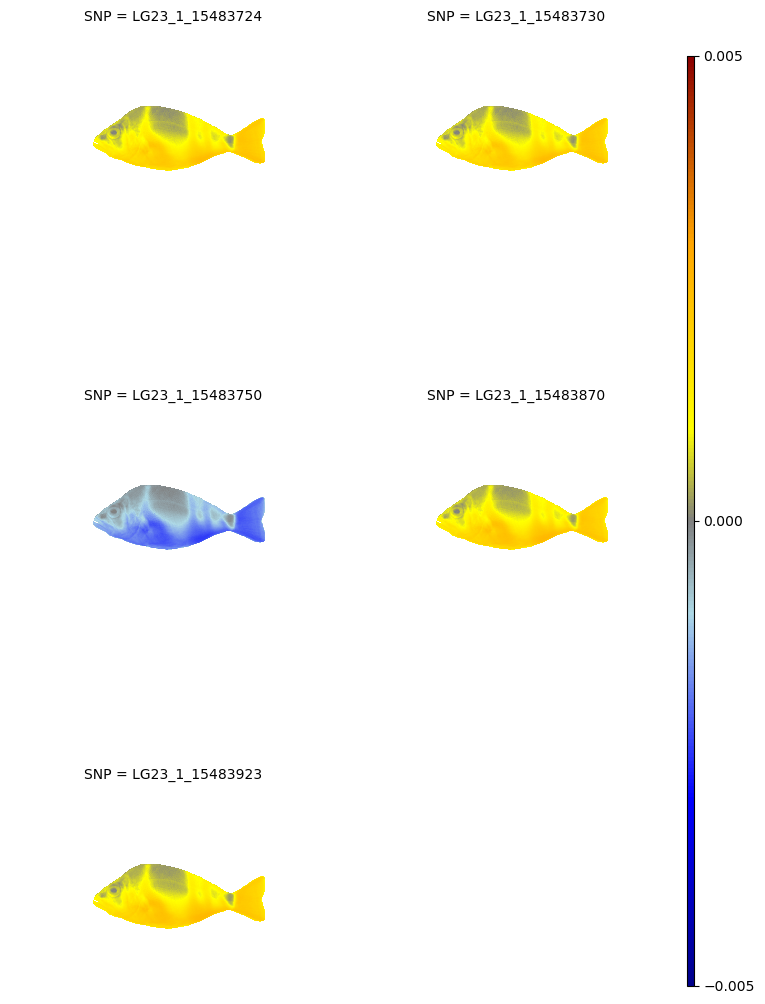 SNP = LG23_1_15483724
SNP = LG23_1_15483730
0.005
SNP = LG23_1_15483750
SNP = LG23_1_15483870
0.000
SNP = LG23_1_15483923
−0.005